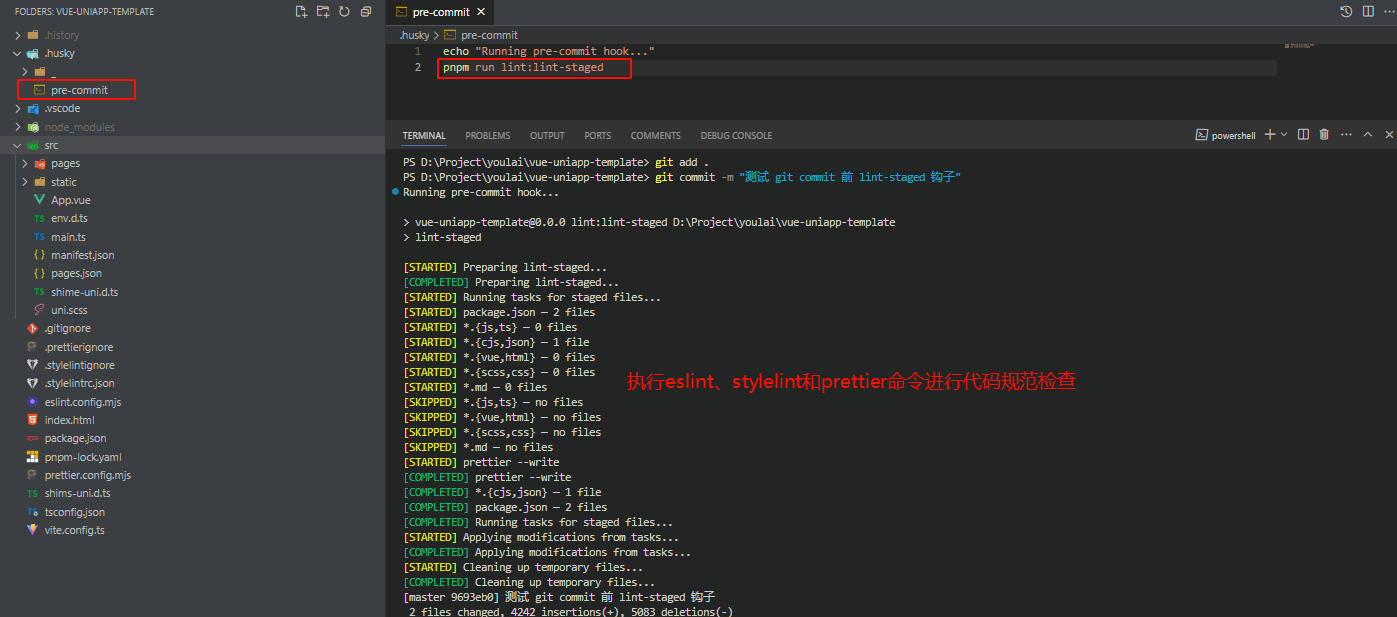 FOLDERS: VUE-UNIAPP-TEMPLATE
.history
.husky
_
pre-commit
.vscode
node_modules
src
pages
static
App.vue
TS env.d.ts
TS main.ts
{} manifest.json
{} pages.json
TS shime-uni.d.ts
uni.scss
.gitignore
.prettierignore
.stylelintignore
.stylelintrc.json
eslint.config.mjs
index.html
package.json
pnpm-lock.yaml
prettier.config.mjs
TS shims-uni.d.ts
tsconfig.json
vite.config.ts
pre-commit
.husky > pre-commit
1 echo "Running pre-commit hook..."
2 pnpm run lint:lint-staged
TERMINAL PROBLEMS OUTPUT PORTS COMMENTS DEBUG CONSOLE
powershell
PS D:\Project\youlai\vue-uniapp-template> git add .
PS D:\Project\youlai\vue-uniapp-template> git commit -m "测试 git commit 前 lint-staged 钩子"
Running pre-commit hook...
> vue-uniapp-template@0.0.0 lint:lint-staged D:\Project\youlai\vue-uniapp-template
> lint-staged
[STARTED] Preparing lint-staged...
[COMPLETED] Preparing lint-staged...
[STARTED] Running tasks for staged files...
[STARTED] package.json — 2 files
[STARTED] *.{js,ts} — 0 files
[STARTED] *.{cjs,json} — 1 file
[STARTED] *.{vue,html} — 0 files
[STARTED] *.{scss,css} — 0 files
[STARTED] *.md — 0 files
执行eslint、stylelint和prettier命令进行代码规范检查
[SKIPPED] *.{js,ts} — no files
[SKIPPED] *.{vue,html} — no files
[SKIPPED] *.{scss,css} — no files
[SKIPPED] *.md — no files
[STARTED] prettier --write
[COMPLETED] prettier --write
[COMPLETED] *.{cjs,json} — 1 file
[COMPLETED] package.json — 2 files
[COMPLETED] Running tasks for staged files...
[STARTED] Applying modifications from tasks...
[COMPLETED] Applying modifications from tasks...
[STARTED] Cleaning up temporary files...
[COMPLETED] Cleaning up temporary files...
[master 9693eb0] 测试 git commit 前 lint-staged 钩子
2 files changed, 4242 insertions(+), 5083 deletions(-)